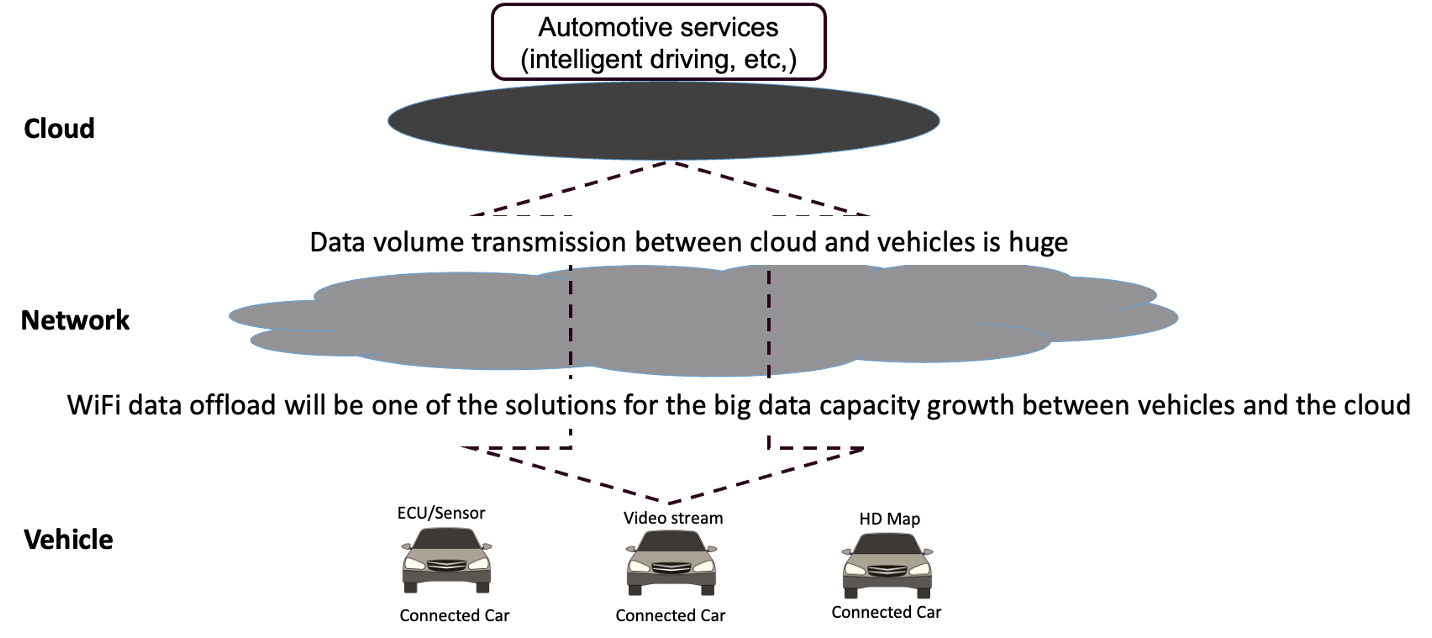 Automotive services
(intelligent driving, etc,)
Cloud
Data volume transmission between cloud and vehicles is huge
Network
WiFi data offload will be one of the solutions for the big data capacity growth between vehicles and the cloud
ECU/Sensor
Video stream
HD Map
Vehicle
Connected Car
Connected Car
Connected Car